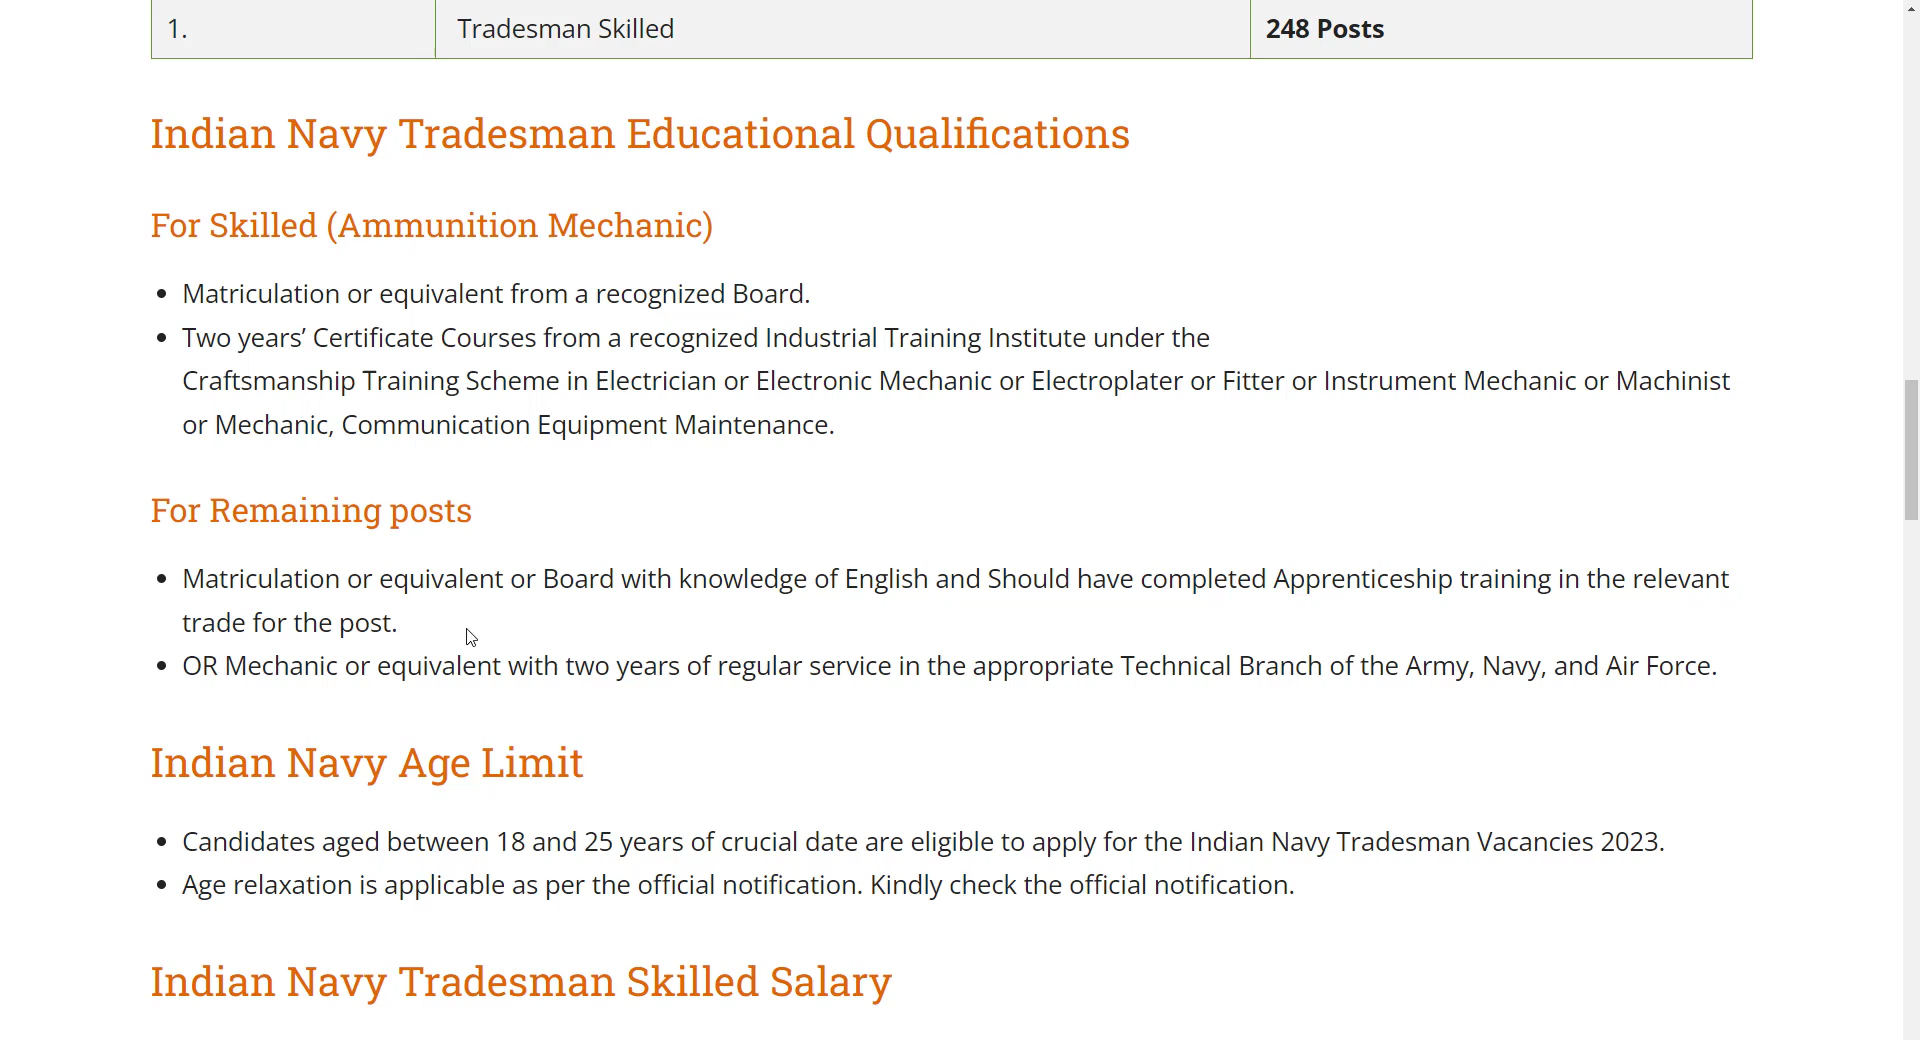 1. Tradesman Skilled 248 Posts
Indian Navy Tradesman Educational Qualifications
For Skilled (Ammunition Mechanic)
• Matriculation or equivalent from a recognized Board.
• Two years’ Certificate Courses from a recognized Industrial Training Institute under the
Craftsmanship Training Scheme in Electrician or Electronic Mechanic or Electroplater or Fitter or Instrument Mechanic or Machinist
or Mechanic, Communication Equipment Maintenance.
For Remaining posts
• Matriculation or equivalent or Board with knowledge of English and Should have completed Apprenticeship training in the relevant
trade for the post.
• OR Mechanic or equivalent with two years of regular service in the appropriate Technical Branch of the Army, Navy, and Air Force.
Indian Navy Age Limit
• Candidates aged between 18 and 25 years of crucial date are eligible to apply for the Indian Navy Tradesman Vacancies 2023.
• Age relaxation is applicable as per the official notification. Kindly check the official notification.
Indian Navy Tradesman Skilled Salary